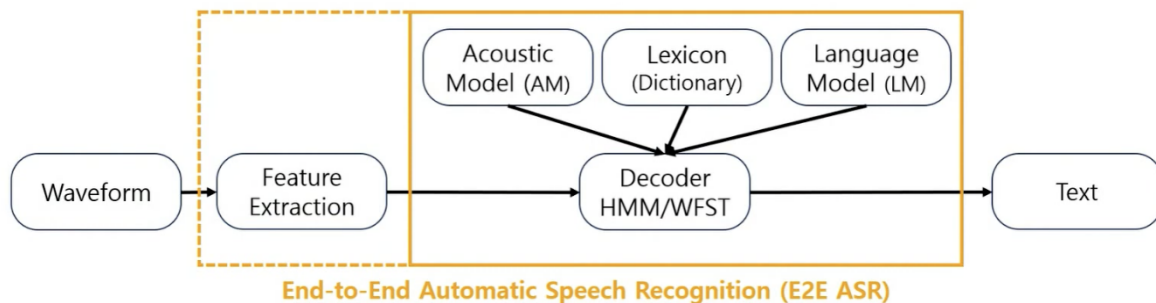 Acoustic
Model (AM)
Lexicon
(Dictionary)
Language
Model (LM)
Waveform
Feature
Extraction
Decoder
HMM/WFST
Text
End-to-End Automatic Speech Recognition (E2E ASR)